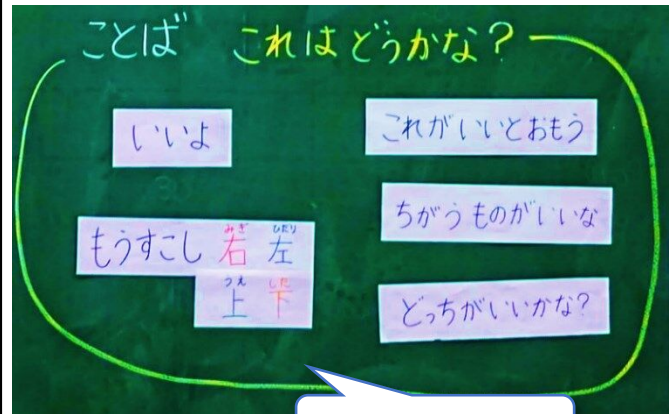 ことば これはどうかな？
いいよ
これがいいとおもう
ちがうものがいいな
もうすこし 右 左
みぎ ひだり
上 下
うえ した
どっちがいいかな？